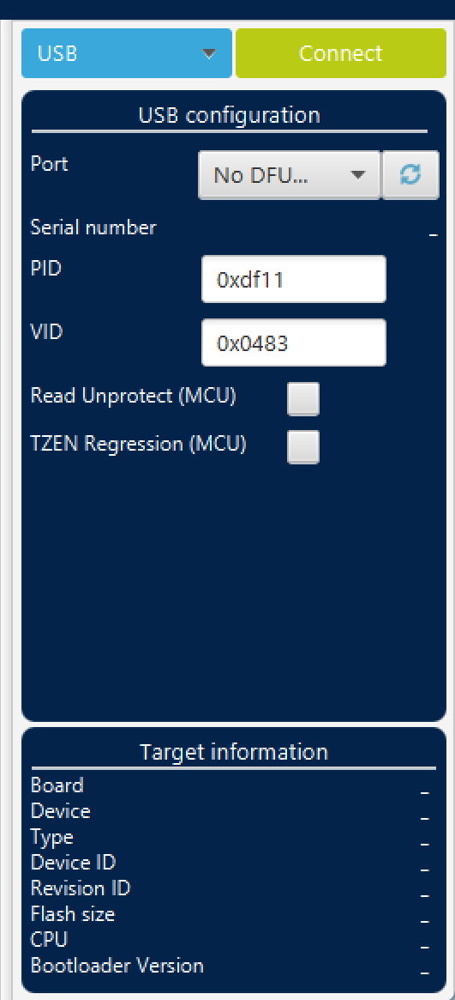 USB Connect
USB configuration
Port No DFU...
Serial number _
PID 0xdf11
VID 0x0483
Read Unprotect (MCU)
TZEN Regression (MCU)
Target information
Board _
Device _
Type _
Device ID _
Revision ID _
Flash size _
CPU _
Bootloader Version _